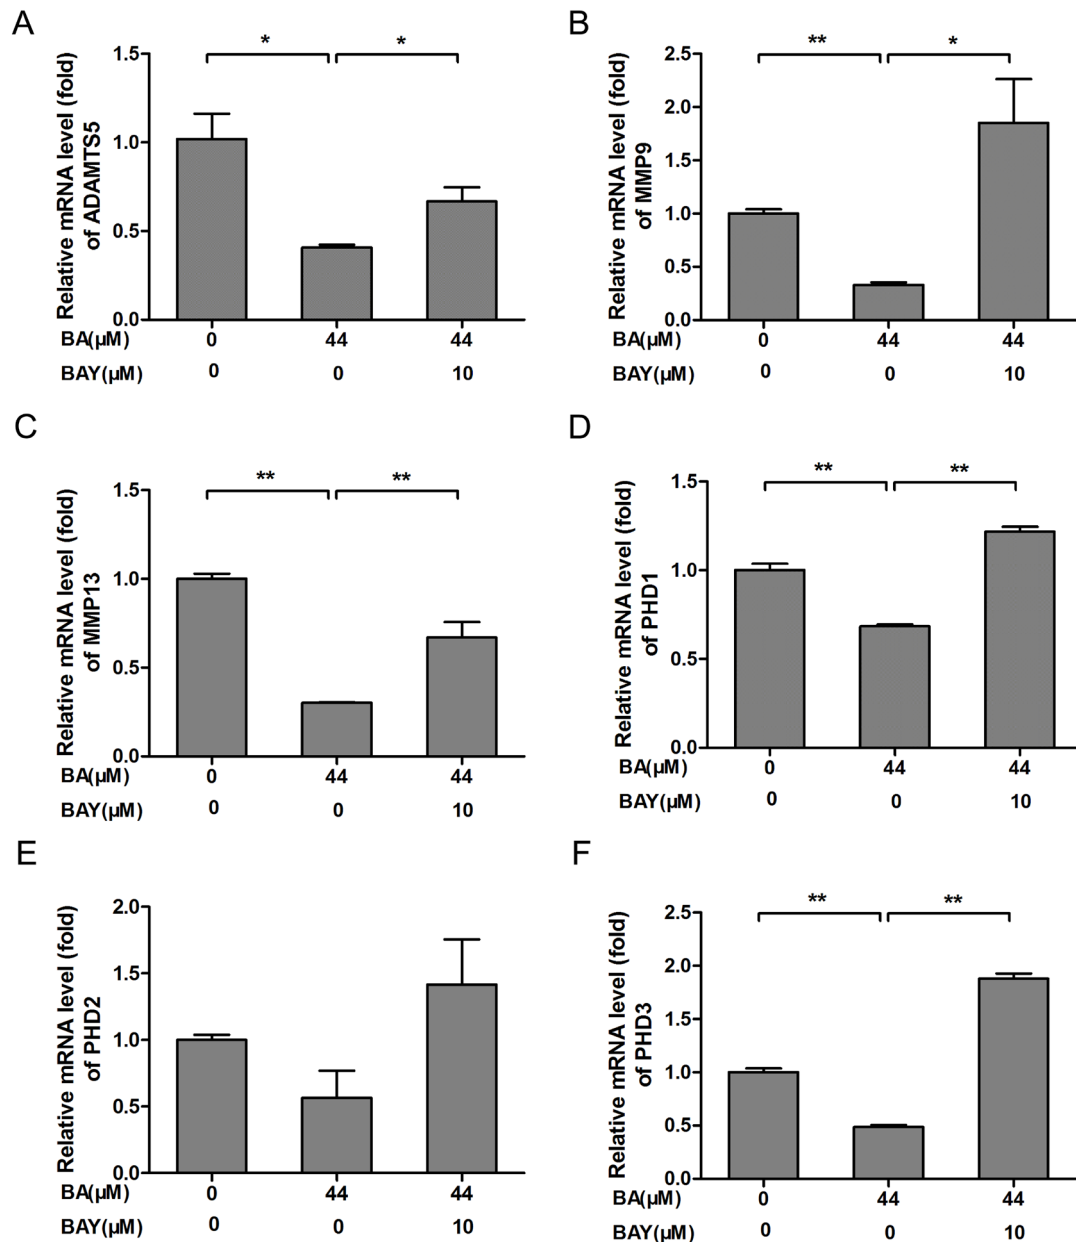 A
Relative mRNA level (fold)
of ADAMTS5
1.5
1.0
0.5
0.0
* *
BA(µM) 0 44 44
BAY(µM) 0 0 10
B
Relative mRNA level (fold)
of MMP9
2.5
2.0
1.5
1.0
0.5
0.0
** *
BA(µM) 0 44 44
BAY(µM) 0 0 10
C
Relative mRNA level (fold)
of MMP13
1.5
1.0
0.5
0.0
** **
BA(µM) 0 44 44
BAY(µM) 0 0 10
D
Relative mRNA level (fold)
of PHD1
1.5
1.0
0.5
0.0
** **
BA(µM) 0 44 44
BAY(µM) 0 0 10
E
Relative mRNA level (fold)
of PHD2
2.0
1.5
1.0
0.5
0.0
BA(µM) 0 44 44
BAY(µM) 0 0 10
F
Relative mRNA level (fold)
of PHD3
2.5
2.0
1.5
1.0
0.5
0.0
** **
BA(µM) 0 44 44
BAY(µM) 0 0 10